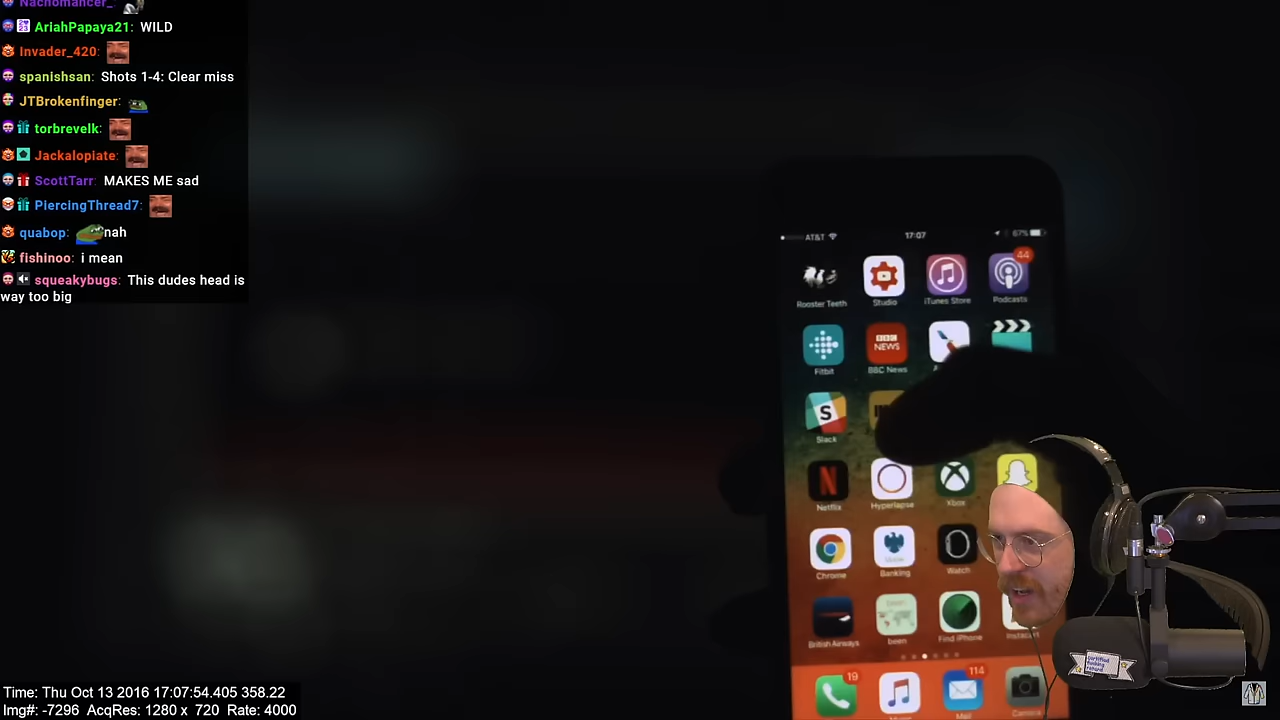 Nachomancer_:
AriahPapaya21: WILD
Invader_420:
spanishsan: Shots 1-4: Clear miss
JTBrokenfinger:
torbrevelk:
Jackalopiate:
ScottTarr: MAKES ME sad
PiercingThread7:
quabop: nah
fishinoo: i mean
squeakybugs: This dudes head is
way too big
AT&T 17:07 67%
44
Rooster Teeth Studio iTunes Store Podcasts
BBC NEWS
Fitbit BBC News
S
Slack
N
Netflix Hyperlapse Xbox
Chrome Banking Watch
been
British Airways been Find iPhone
19 114
Mail
certified
Time: Thu Oct 13 2016 17:07:54.405 358.22
Img#: -7296 AcqRes: 1280 x 720 Rate: 4000